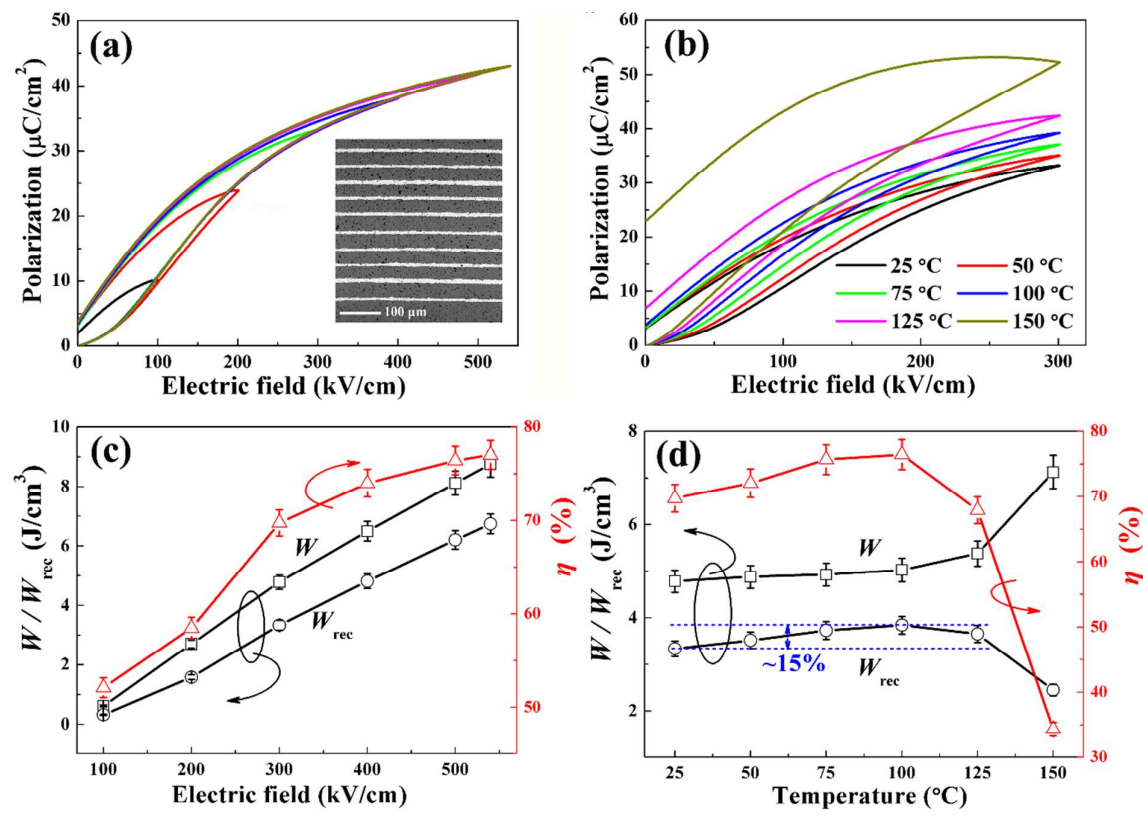 (a)
50
40
30
20
10
0
Polarization (μC/cm²)
0 100 200 300 400 500
Electric field (kV/cm)
100 μm
(b)
60
50
40
30
20
10
0
Polarization (μC/cm²)
25 °C 50 °C
75 °C 100 °C
125 °C 150 °C
0 100 200 300
Electric field (kV/cm)
(c)
10
8
6
4
2
0
W / W rec (J/cm³)
80
70
60
50
η (%)
W
W rec
100 200 300 400 500
Electric field (kV/cm)
(d)
8
6
4
2
W / W rec (J/cm³)
80
70
60
50
40
30
η (%)
W
~15%
W rec
25 50 75 100 125 150
Temperature (°C)